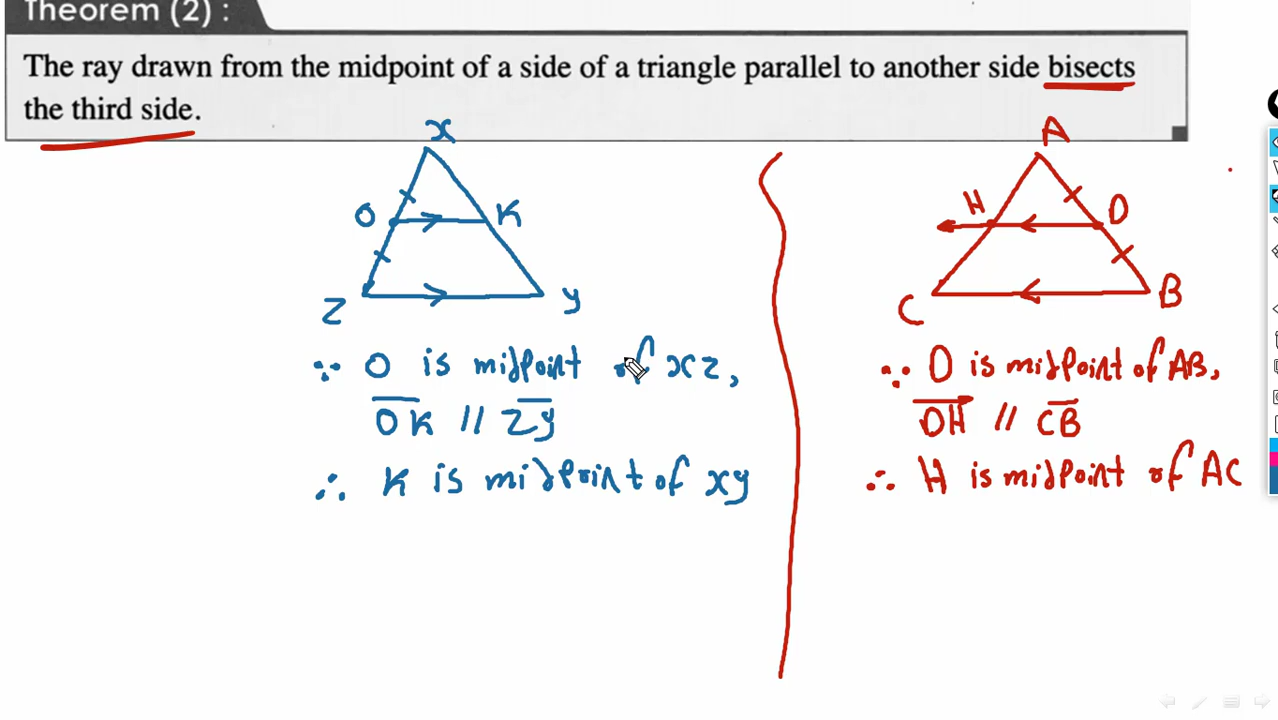 Theorem (2) :
The ray drawn from the midpoint of a side of a triangle parallel to another side bisects
the third side.
X
O
K
Z
y
∵ O is midpoint of xz,
OK // Zy
∴ K is midpoint of xy
A
H
D
C
B
∵ D is midpoint of AB,
DH // CB
∴ H is midpoint of AC